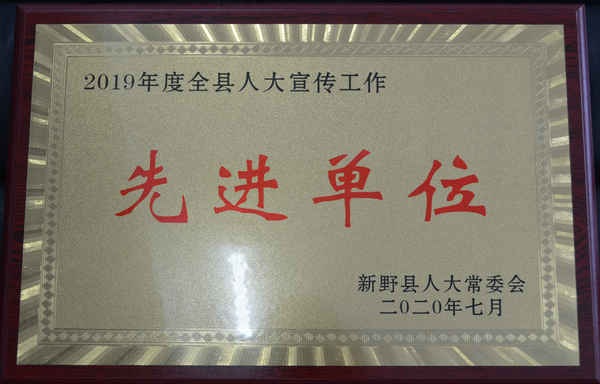 2019年度全县人大宣传工作
先进单位
新野县人大常委会
二〇二〇年七月